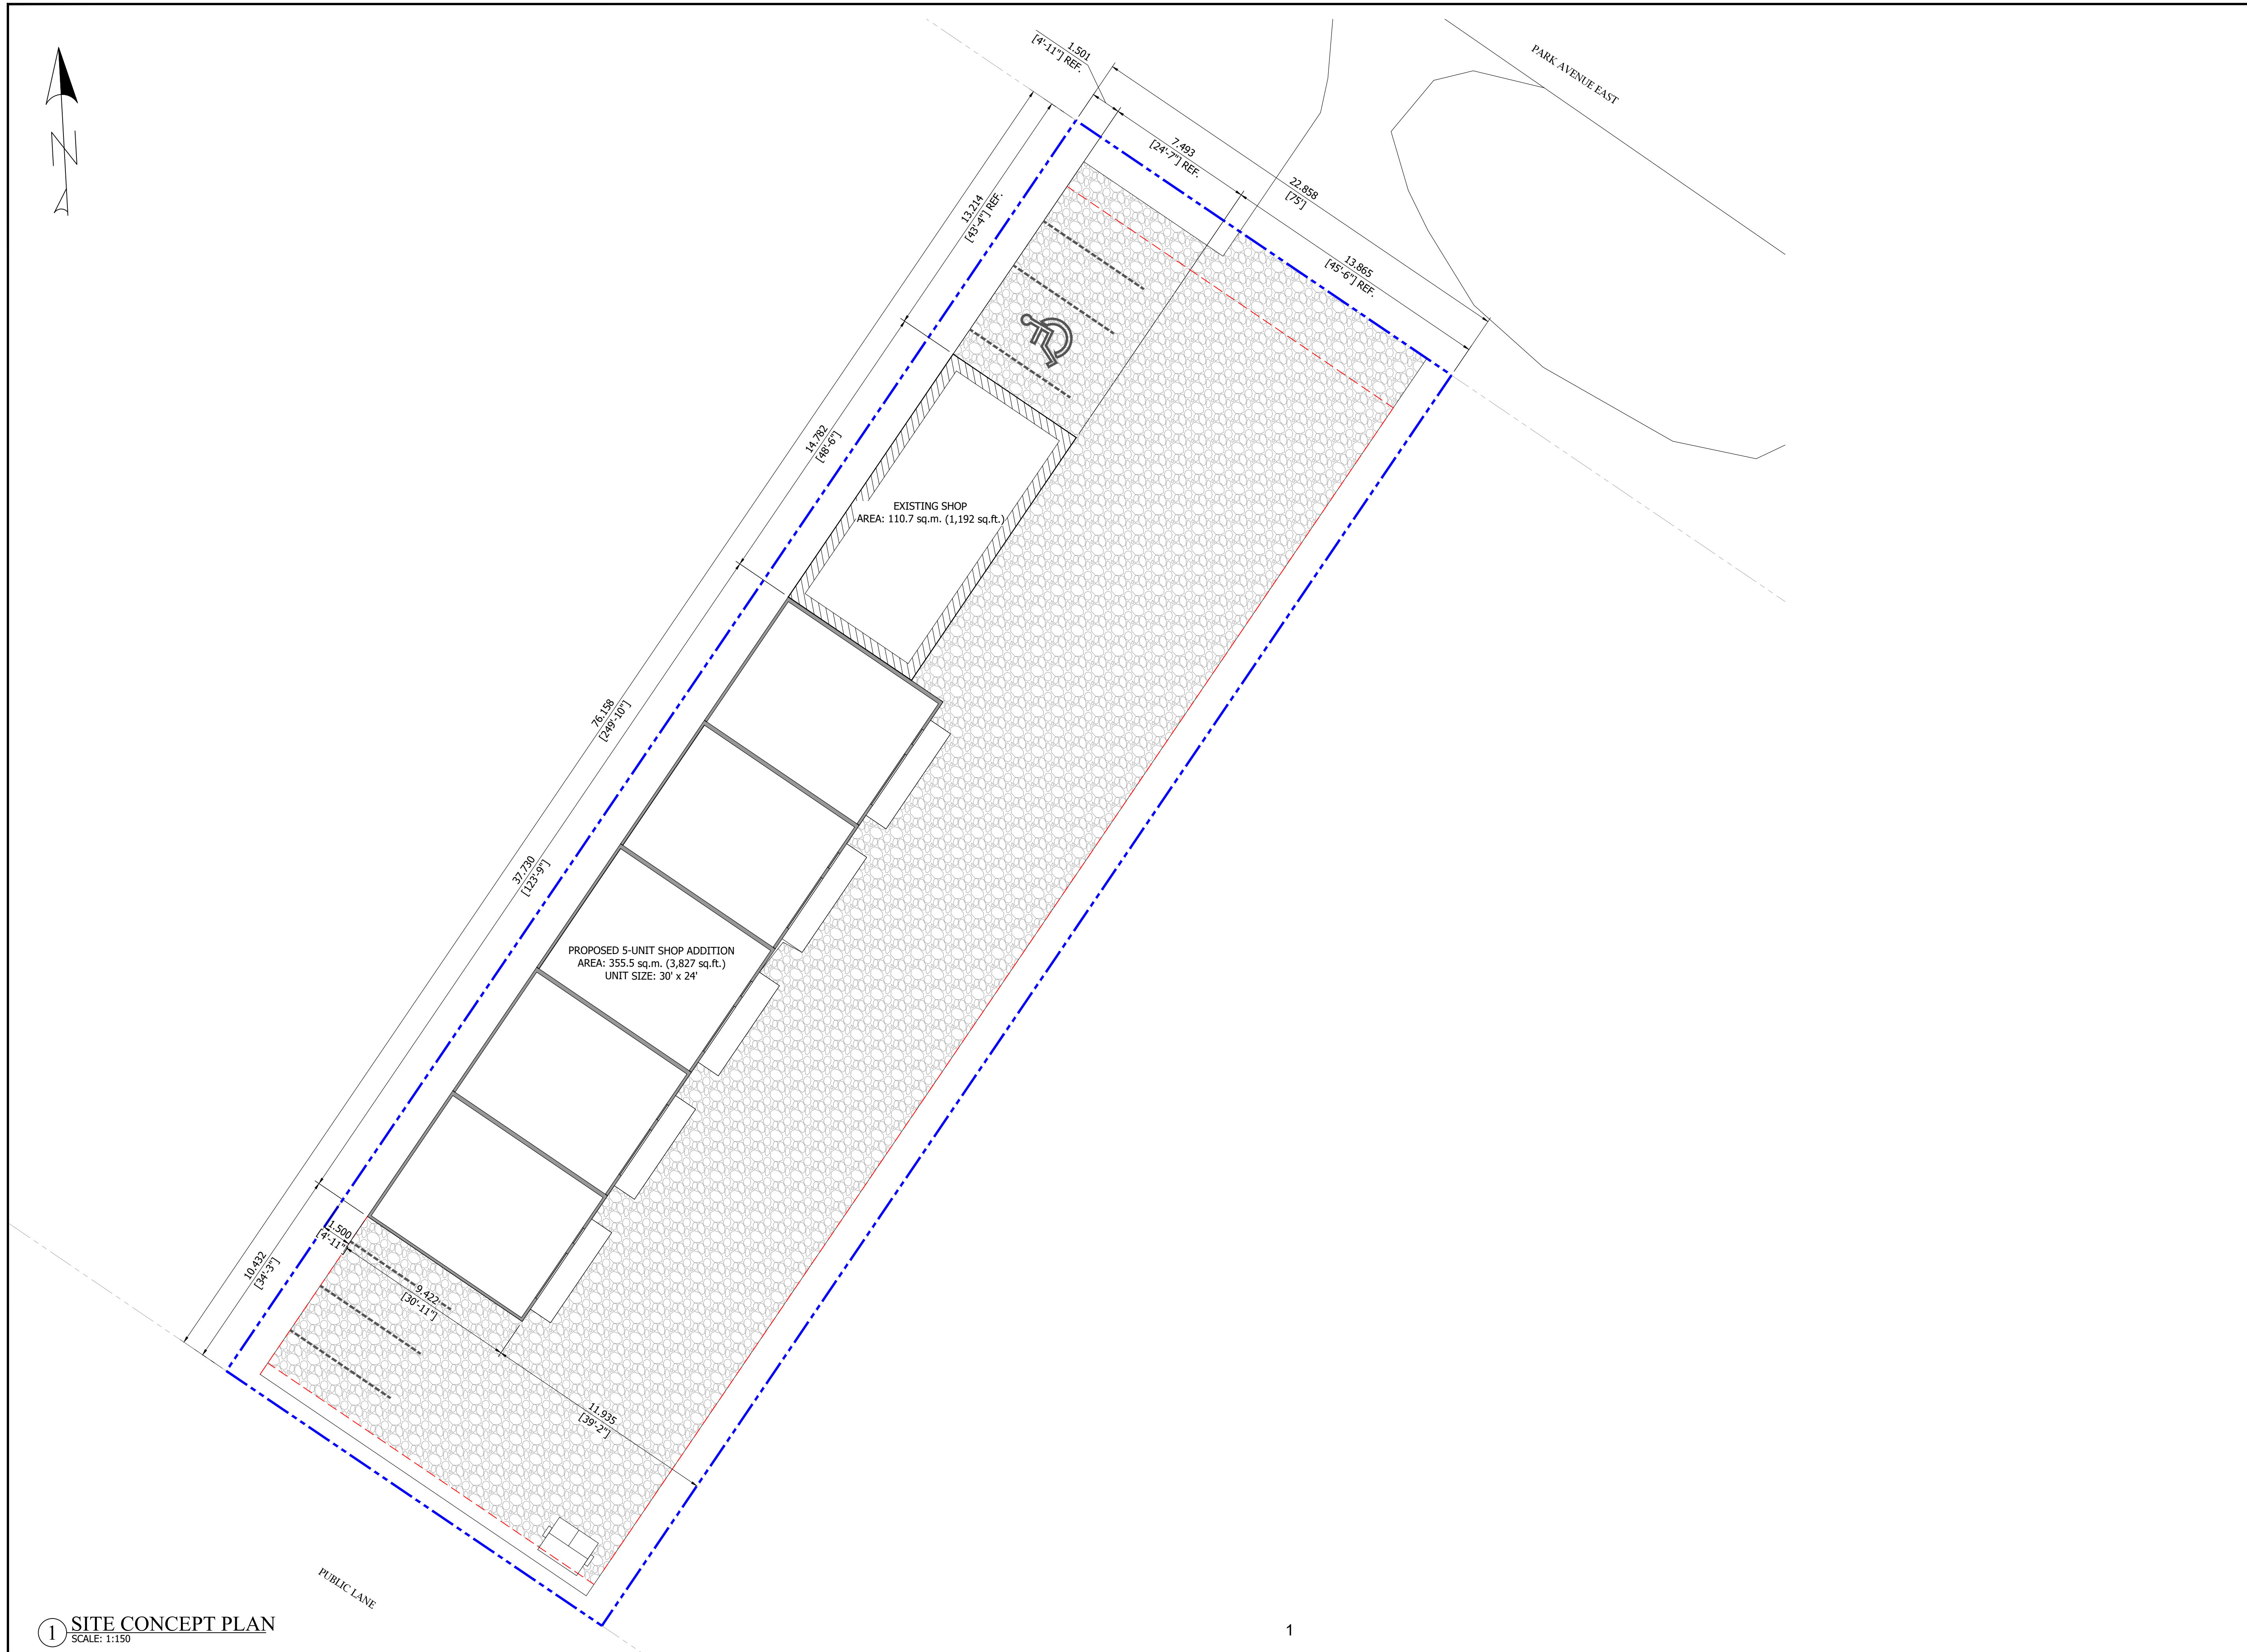 PARK AVENUE EAST
1.501
[4'-11"] REF.
7.493
[24'-7"] REF.
22.858
[75']
13.865
[45'-6"] REF.
13.214
[43'-4"] REF.
14.782
[48'-6"]
EXISTING SHOP
AREA: 110.7 sq.m. (1,192 sq.ft.)
76.158
[249'-10"]
37.730
[123'-9"]
PROPOSED 5-UNIT SHOP ADDITION
AREA: 355.5 sq.m. (3,827 sq.ft.)
UNIT SIZE: 30' x 24'
1.500
[4'-11"]
10.432
[34'-3"]
9.422
[30'-11"]
11.935
[39'-2"]
PUBLIC LANE
1 SITE CONCEPT PLAN
SCALE: 1:150
1
N